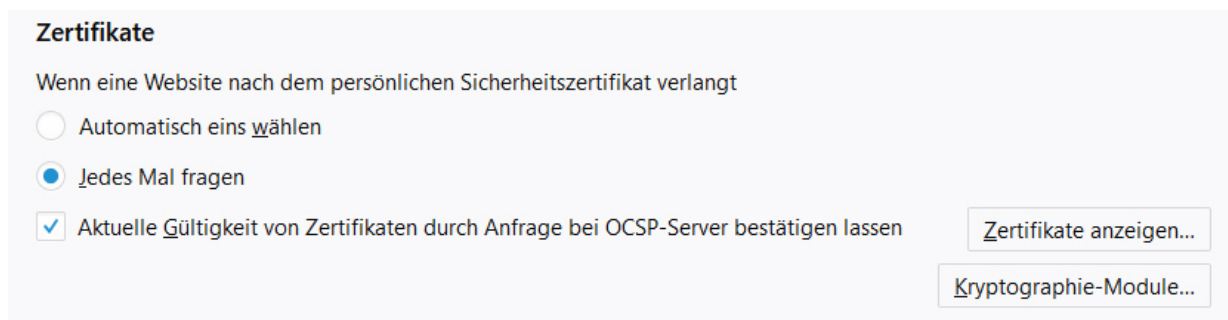 Zertifikate
Wenn eine Website nach dem persönlichen Sicherheitszertifikat verlangt
Automatisch eins wählen
Jedes Mal fragen
Aktuelle Gültigkeit von Zertifikaten durch Anfrage bei OCSP-Server bestätigen lassen
Zertifikate anzeigen...
Kryptographie-Module...